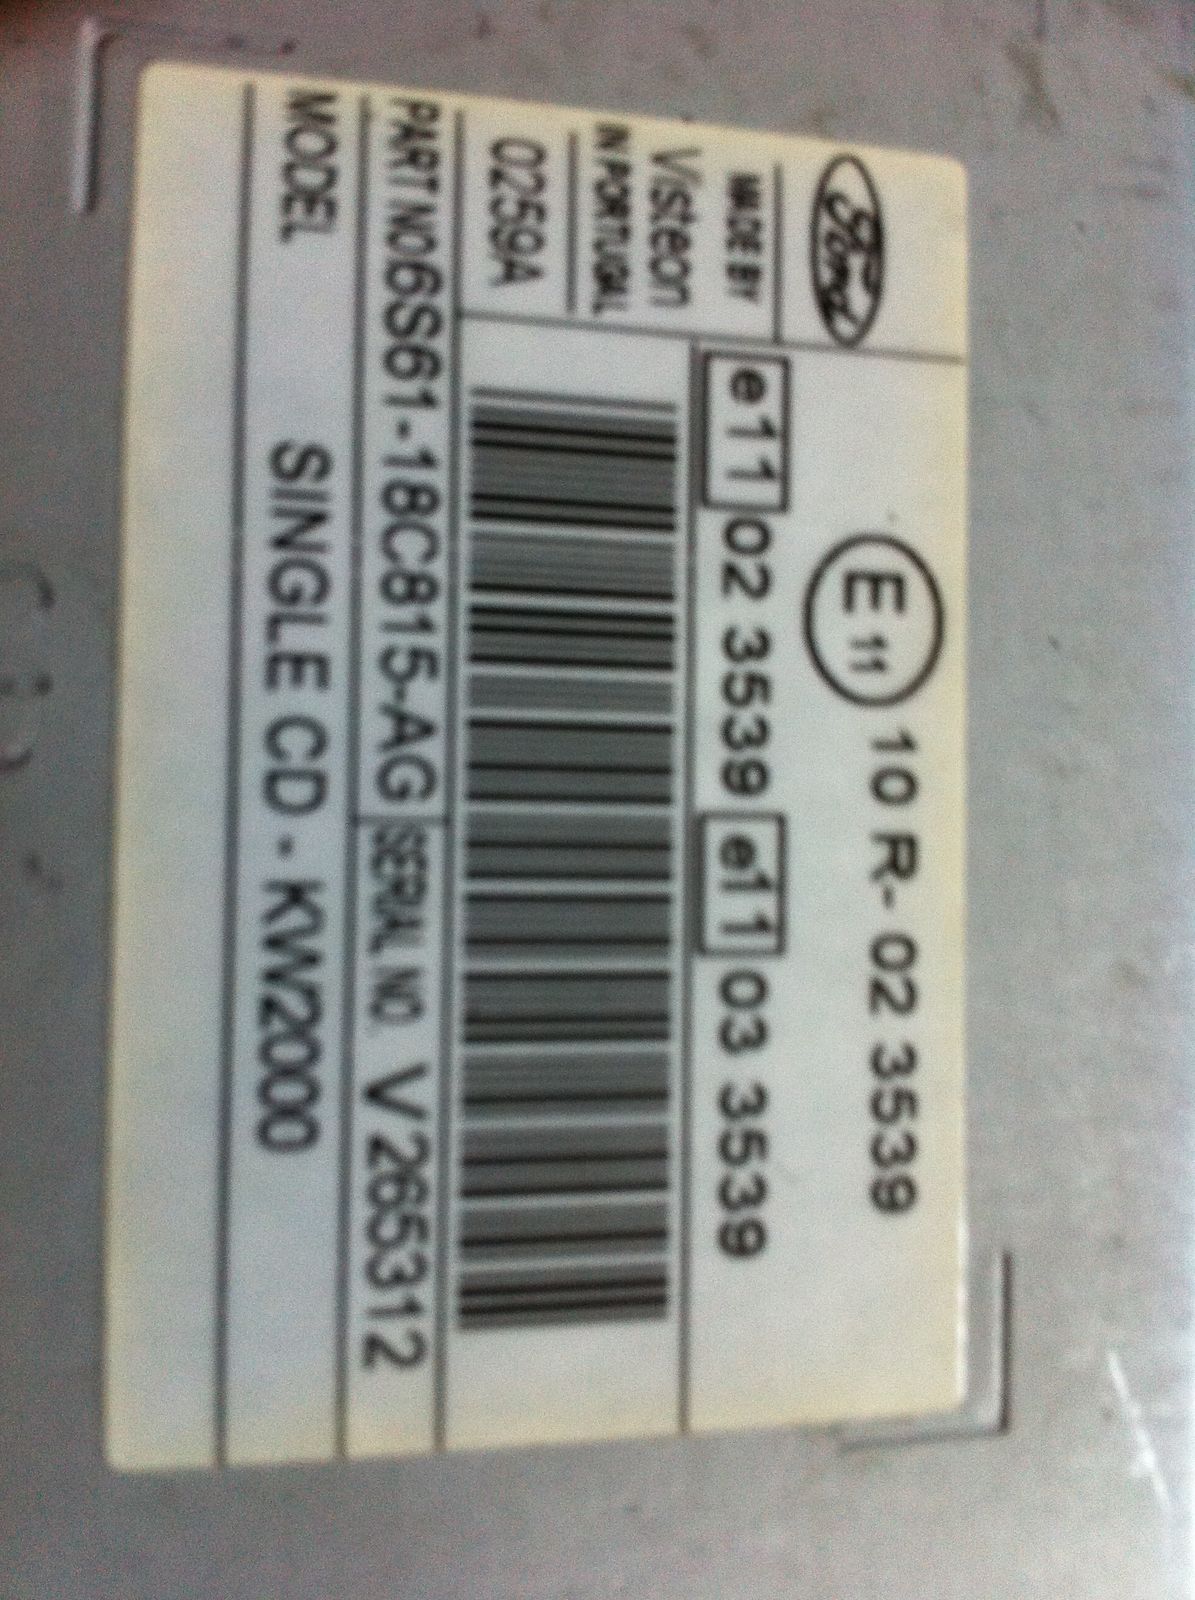 Ford
E 11 10 R-02 3539
MADE BY
Visteon
IN PORTUGAL
0259A
e11 02 3539 e11 03 3539
PART NO 6S61-18C815-AG SERIAL NO. V265312
MODEL SINGLE CD - KW2000